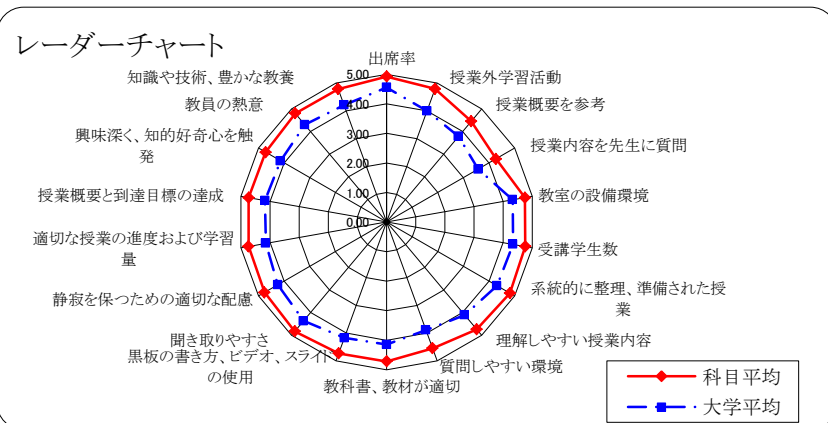 レーダーチャート
出席率
授業外学習活動
授業概要を参考
授業内容を先生に質問
教室の設備環境
受講学生数
系統的に整理、準備された授
業
理解しやすい授業内容
質問しやすい環境
教科書、教材が適切
黒板の書き方、ビデオ、スライド
の使用
聞き取りやすさ
静寂を保つための適切な配慮
適切な授業の進度および学習
量
授業概要と到達目標の達成
興味深く、知的好奇心を触
発
教員の熱意
知識や技術、豊かな教養
5.00
4.00
3.00
2.00
1.00
0.00
科目平均
大学平均